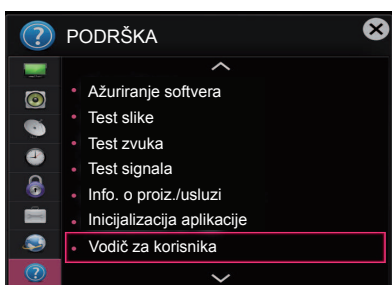 PODRŠKA
Ažuriranje softvera
Test slike
Test zvuka
Test signala
Info. o proiz./usluzi
Inicijalizacija aplikacije
Vodič za korisnika